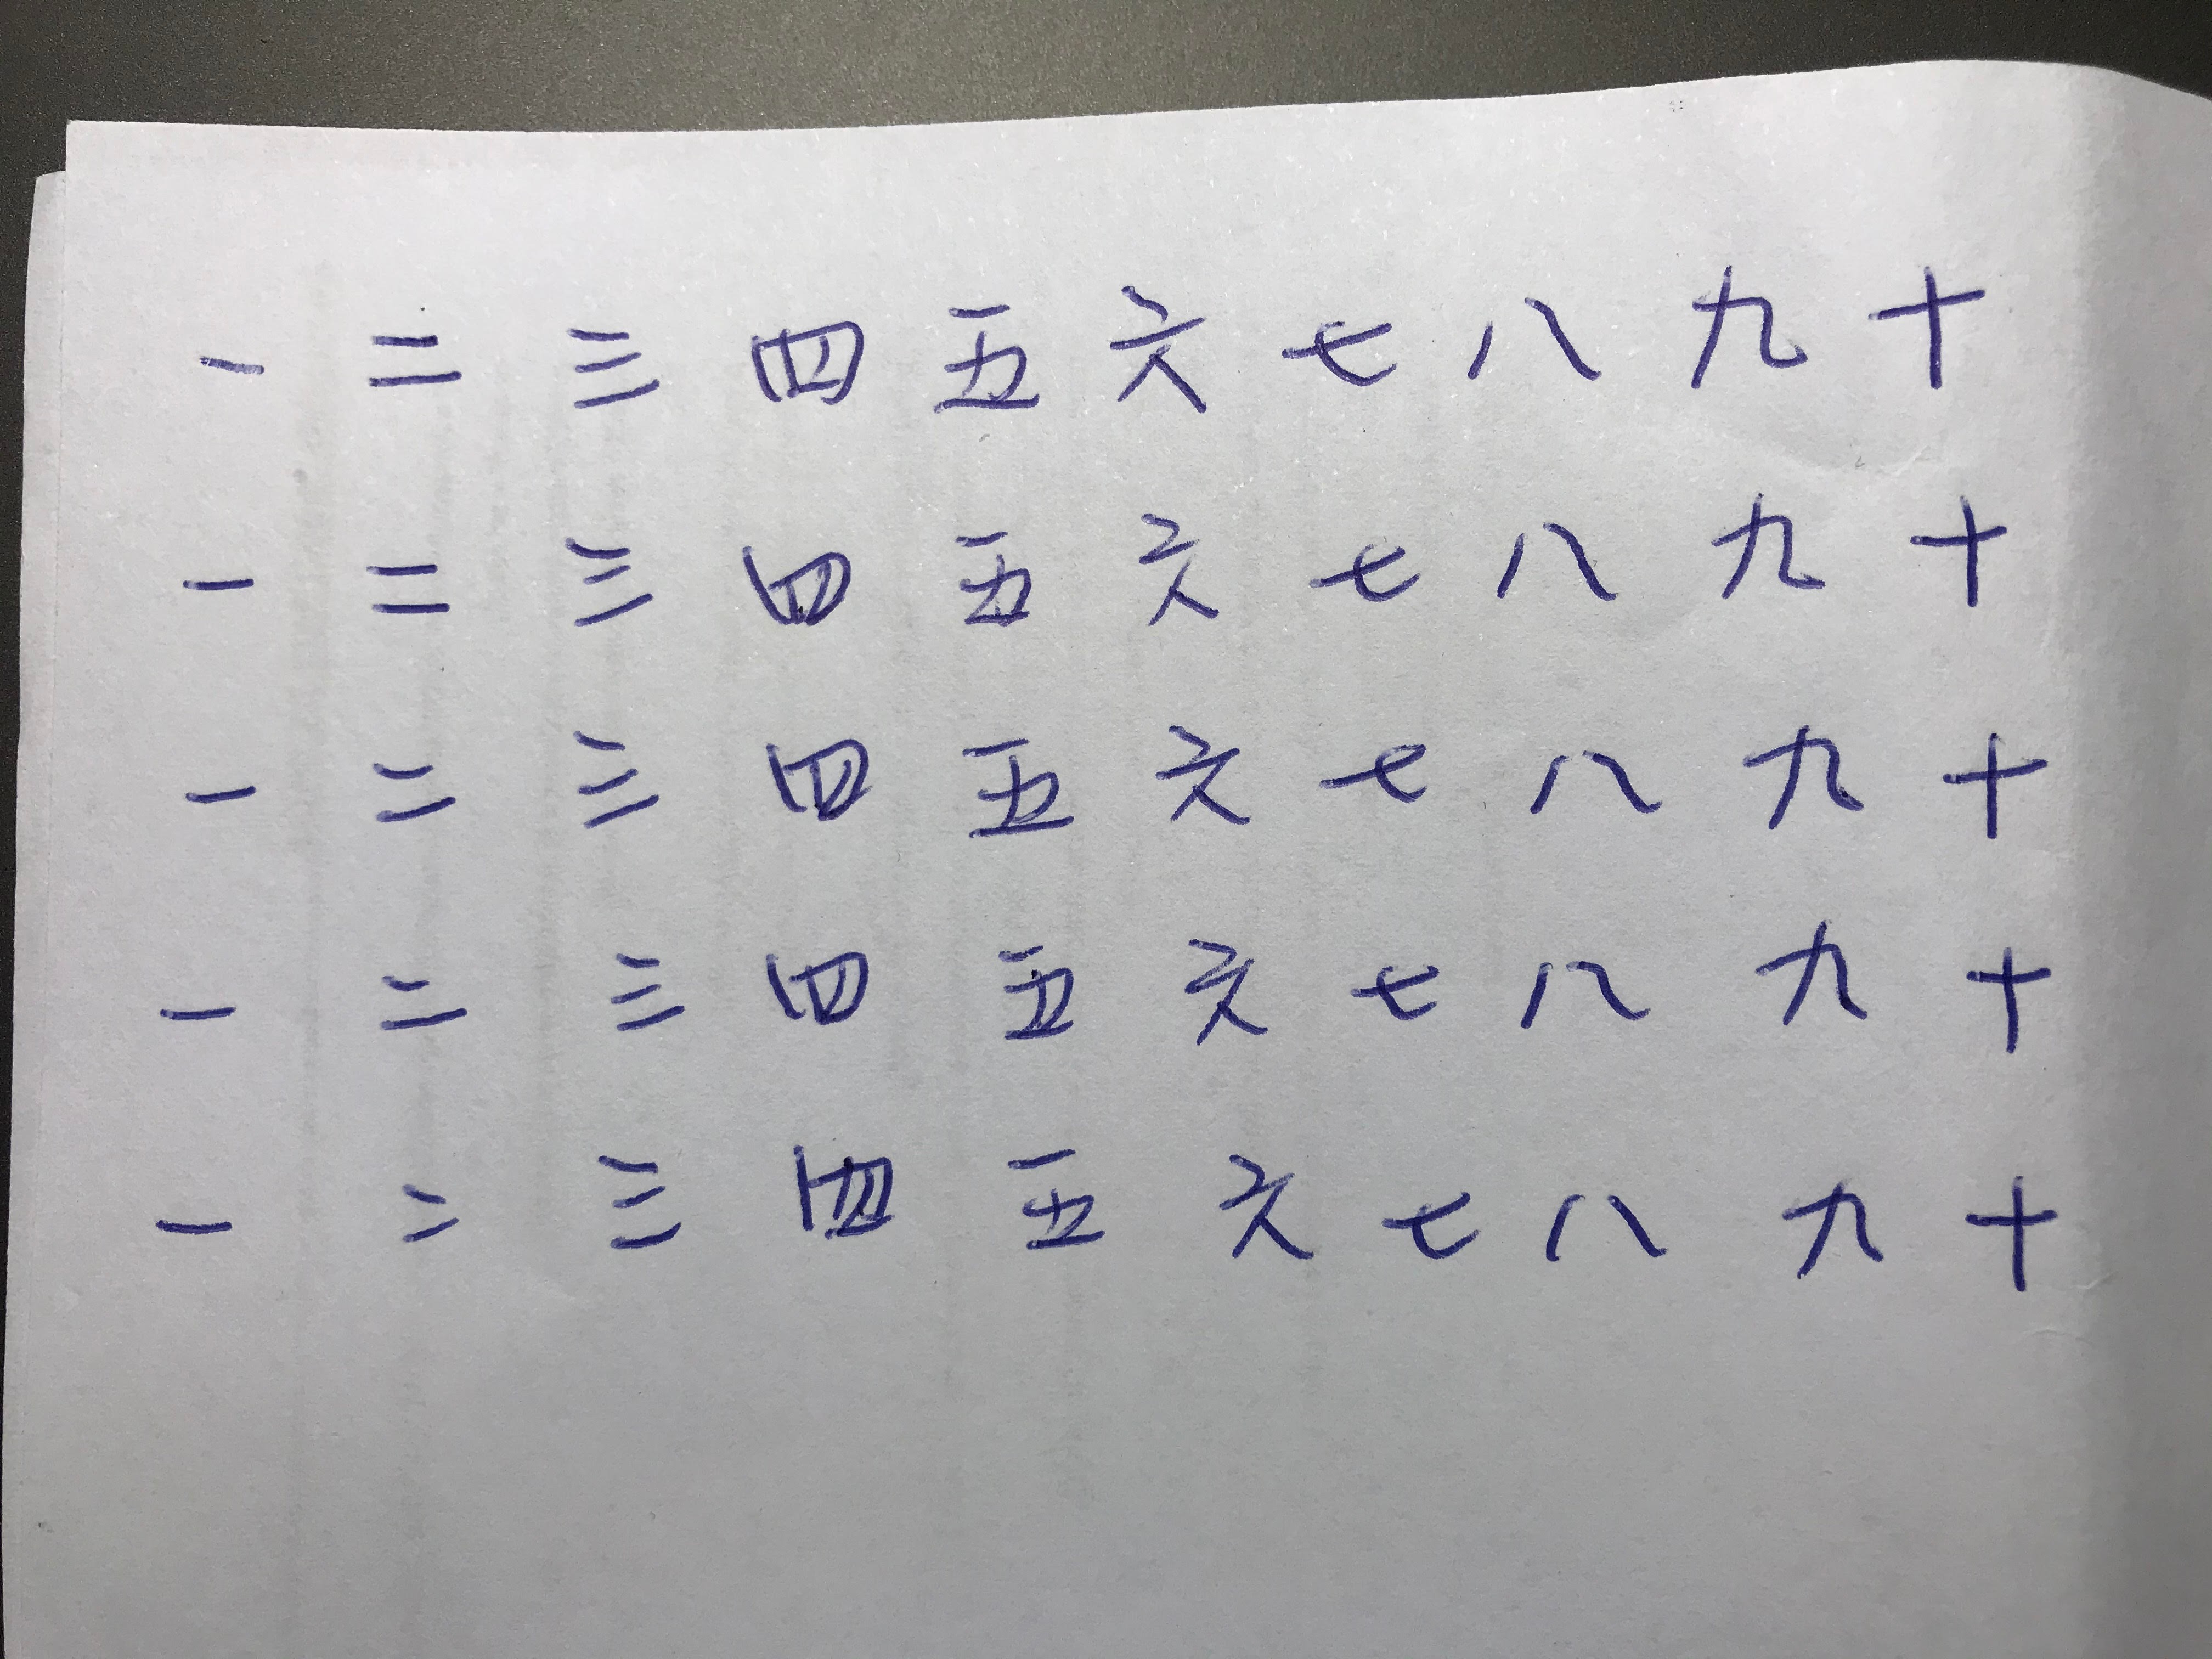 一 二 三 四 五 六 七 八 九 十
一 二 三 四 五 六 七 八 九 十
一 二 三 四 五 六 七 八 九 十
一 二 三 四 五 六 七 八 九 十
一 二 三 四 五 六 七 八 九 十